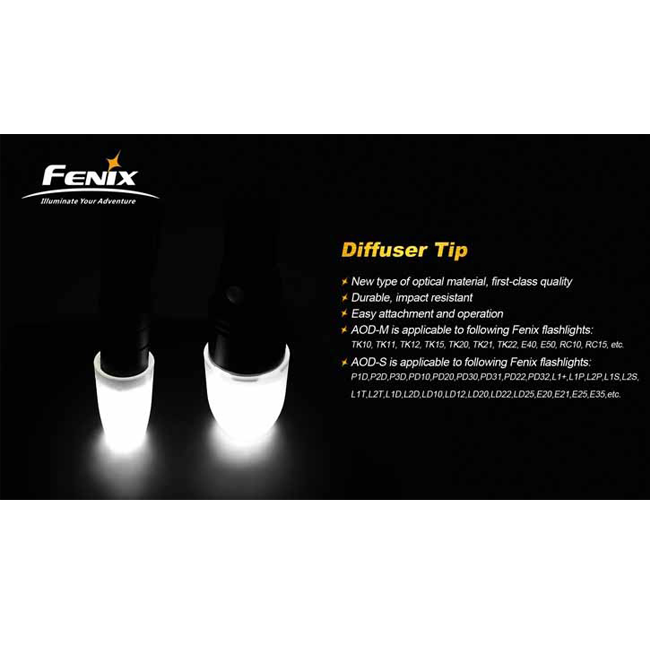 FENIX
Illuminate Your Adventure
Diffuser Tip
New type of optical material, first-class quality
Durable, impact resistant
Easy attachment and operation
AOD-M is applicable to following Fenix flashlights:
TK10, TK11, TK12, TK15, TK20, TK21, TK22, E40, E50, RC10, RC15, etc.
AOD-S is applicable to following Fenix flashlights:
P1D,P2D,P3D,PD10,PD20,PD30,PD31,PD22,PD32,L1+,L1P,L2P,L1S,L2S,
L1T,L2T,L1D,L2D,LD10,LD12,LD20,LD22,LD25,E20,E21,E25,E35,etc.